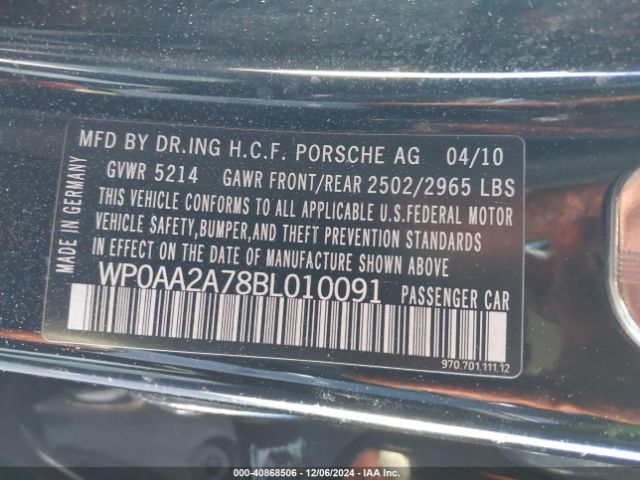 MFD BY DR.ING H.C.F. PORSCHE AG 04/10
GVWR 5214 GAWR FRONT/REAR 2502/2965 LBS
THIS VEHICLE CONFORMS TO ALL APPLICABLE U.S.FEDERAL MOTOR
VEHICLE SAFETY,BUMPER,AND THEFT PREVENTION STANDARDS
IN EFFECT ON THE DATE OF MANUFACTURE SHOWN ABOVE
WP0AA2A78BL010091 PASSENGER CAR
MADE IN GERMANY
970.701.111.12
000-40868506 - 12/06/2024 - IAA Inc.